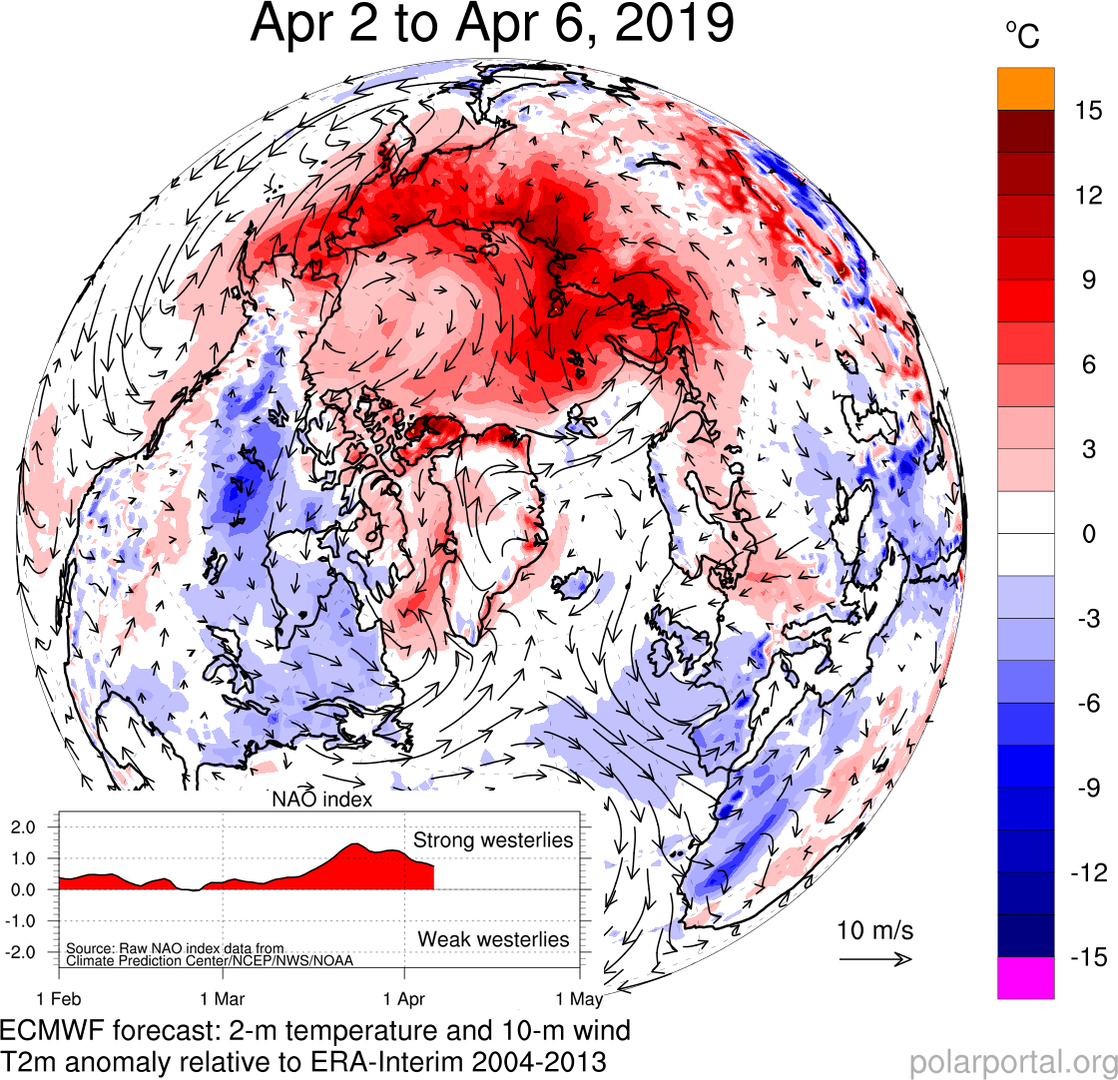 Apr 2 to Apr 6, 2019
oC
15
12
9
6
3
0
-3
-6
-9
-12
-15
10 m/s
NAO index
2.0
1.0
0.0
-1.0
-2.0
Strong westerlies
Weak westerlies
Source: Raw NAO index data from
Climate Prediction Center/NCEP/NWS/NOAA
1 Feb
1 Mar
1 Apr
1 May
ECMWF forecast: 2-m temperature and 10-m wind
T2m anomaly relative to ERA-Interim 2004-2013
polarportal.org